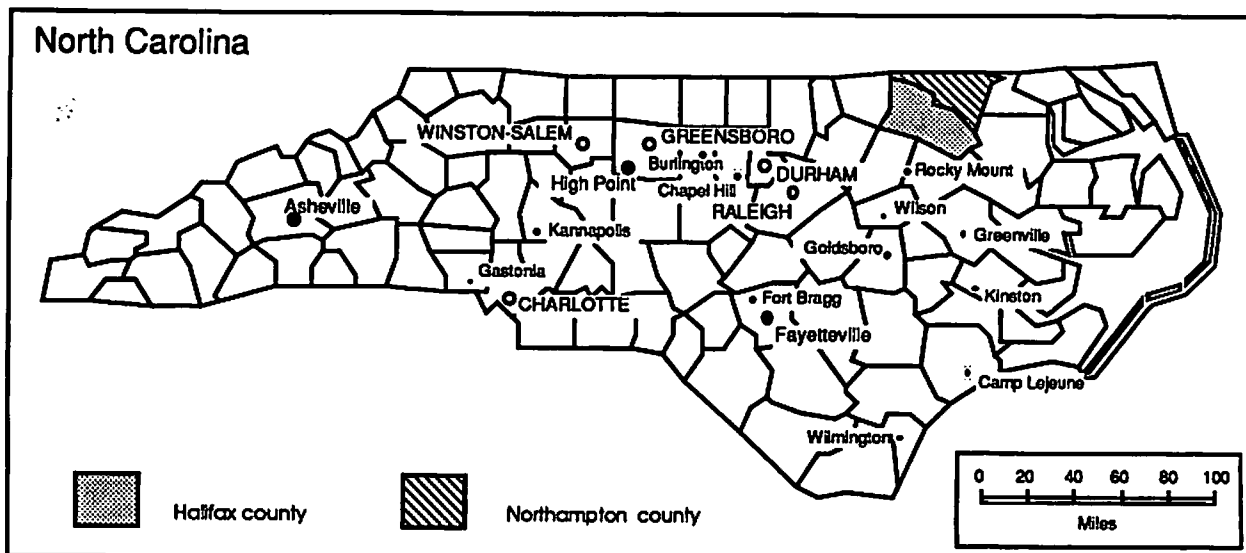 North Carolina
WINSTON-SALEM
GREENSBORO
Burlington
High Point
Chapel Hill
DURHAM
Rocky Mount
Asheville
RALEIGH
Wilson
Kannapolis
Goldsboro
Greenville
Gastonia
CHARLOTTE
Fort Bragg
Kinston
Fayetteville
Camp Lejeune
Wilmington
0 20 40 60 80 100
Miles
Halifax county
Northampton county